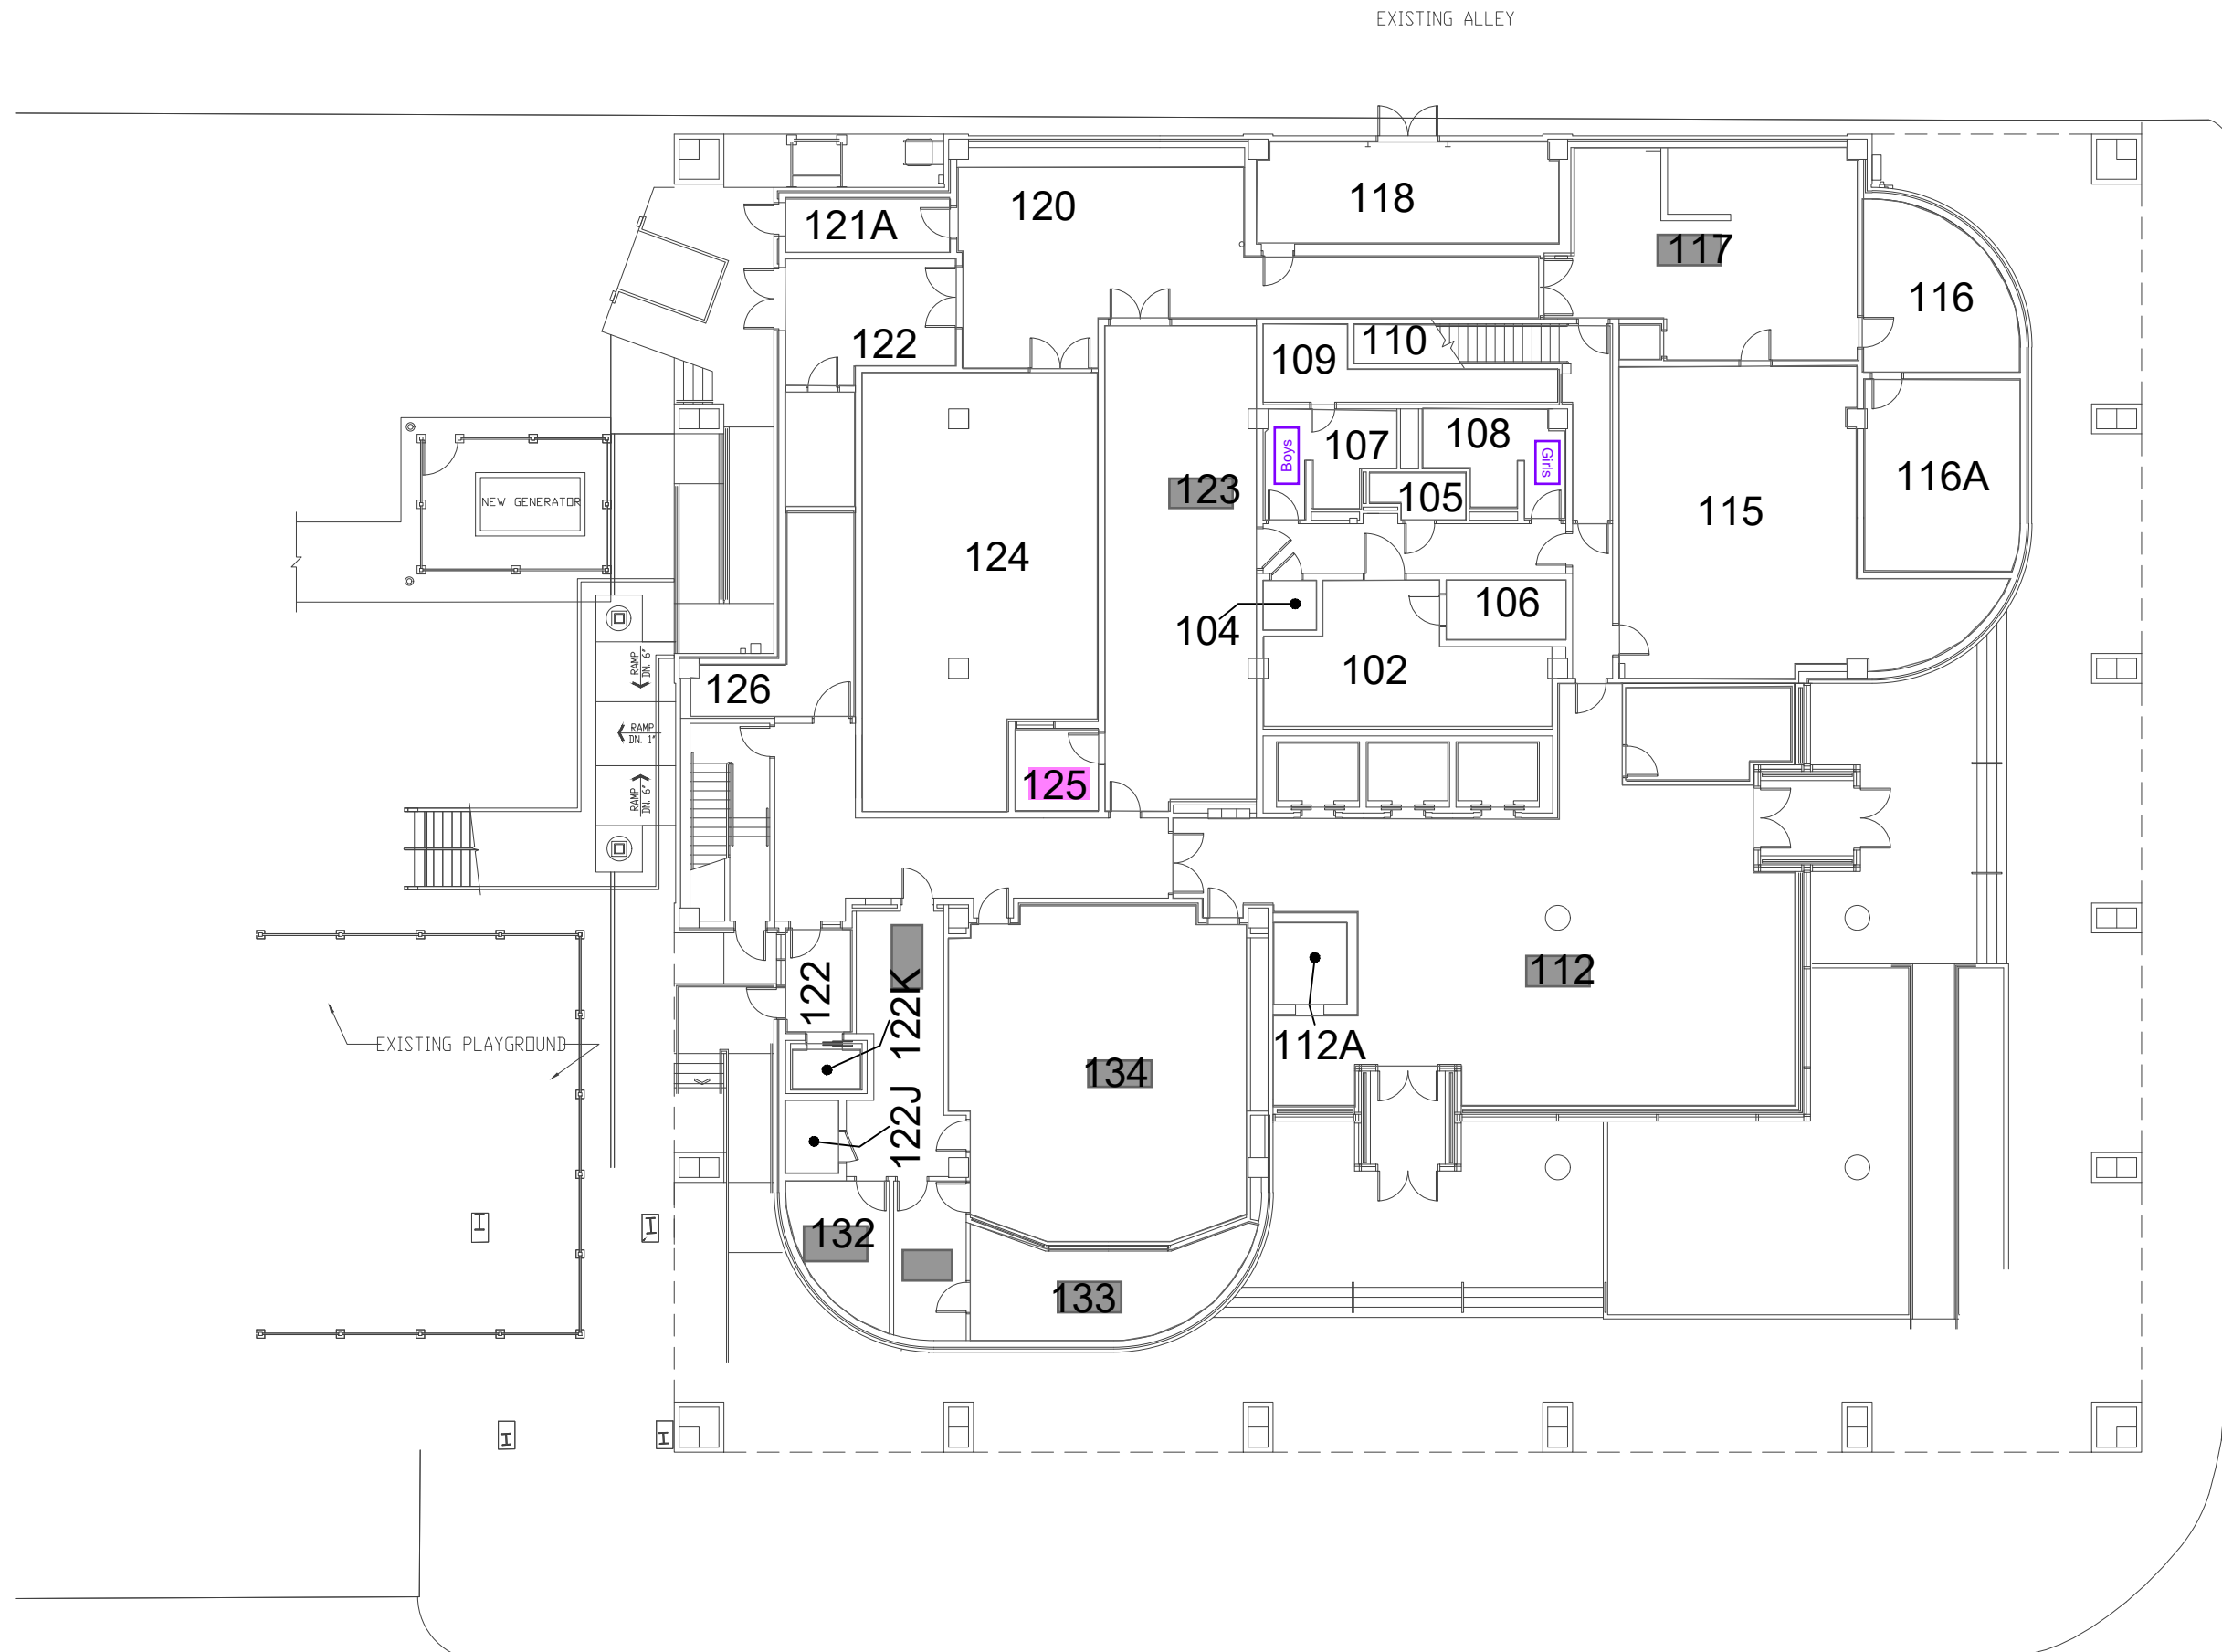 EXISTING ALLEY
118
120
121A
117
116
122
110
109
108
107
Boys
Girls
116A
123
105
NEW GENERATOR
115
124
106
104
RAMP
DN. 6"
102
126
RAMP
DN. 1"
125
RAMP
DN. 6"
112
122
122K
112A
EXISTING PLAYGROUND
134
122J
132
133